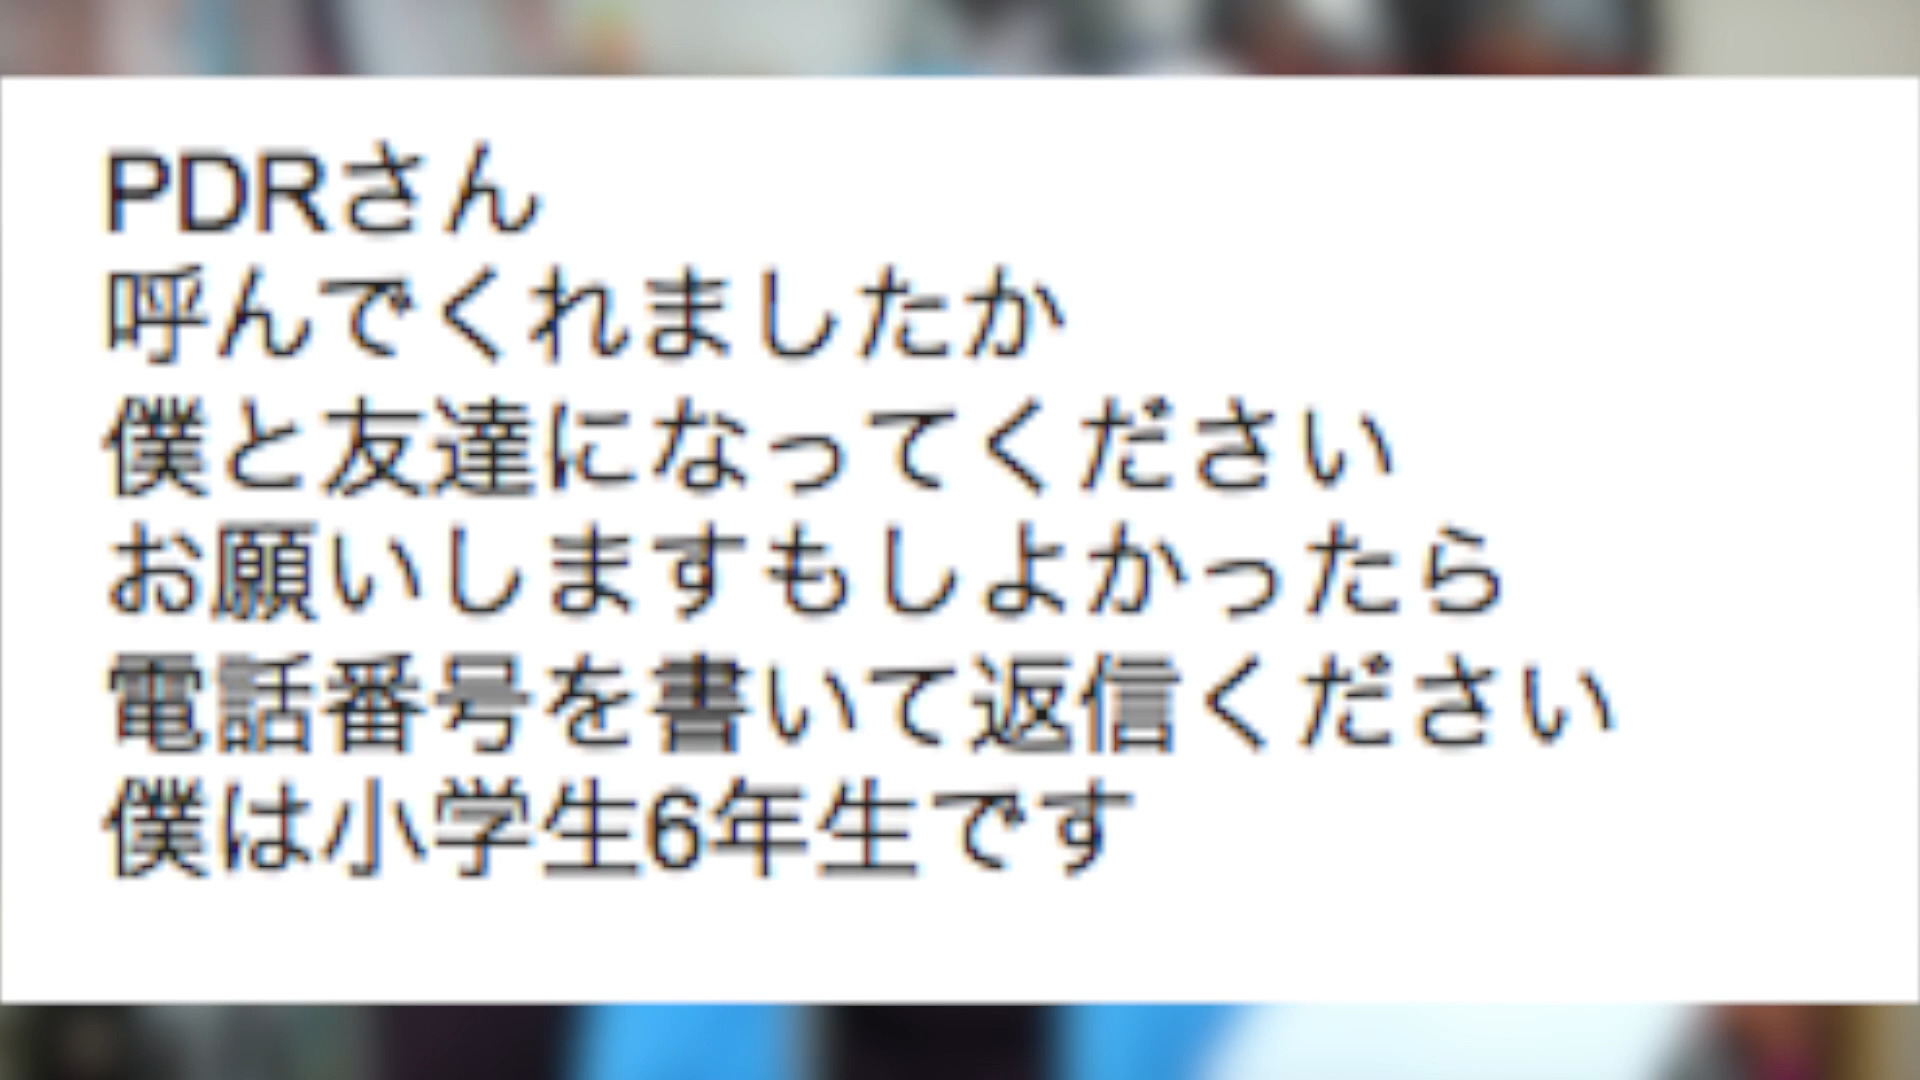 PDRさん
呼んでくれましたか
僕と友達になってください
お願いしますもしよかったら
電話番号を書いて返信ください
僕は小学生6年生です